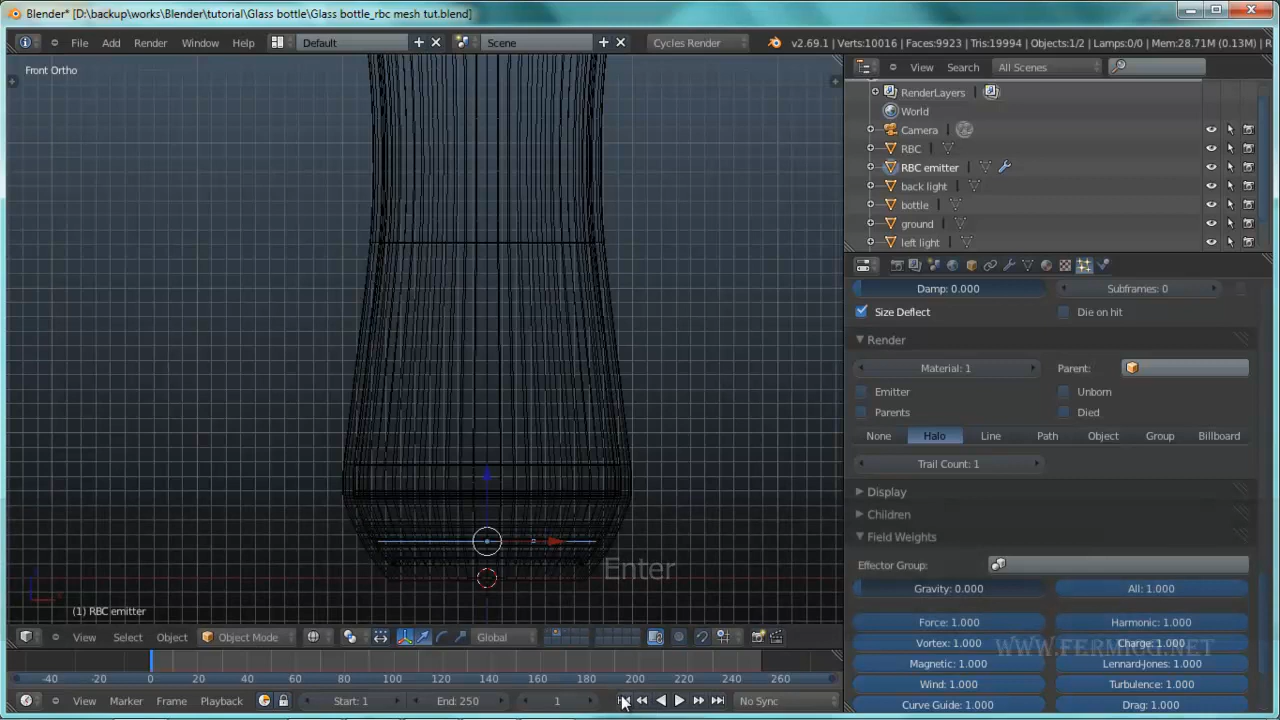 Blender* [D:\backup\works\Blender\tutorial\Glass bottle\Glass bottle_rbc mesh tut.blend]
File Add Render Window Help Default Scene Cycles Render v2.69.1 | Verts:10016 | Faces:9923 | Tris:19994 | Objects:1/2 | Lamps:0/0 | Mem:28.71M (0.13M) | R
Front Ortho
View Search All Scenes
RenderLayers
World
Camera
RBC
RBC emitter
back light
bottle
ground
left light
Damp: 0.000 Subframes: 0
Size Deflect Die on hit
Render
Material: 1 Parent:
Emitter Unborn
Parents Died
None Halo Line Path Object Group Billboard
Trail Count: 1
Display
Children
Field Weights
Effector Group:
Gravity: 0.000 All: 1.000
Force: 1.000 Harmonic: 1.000
Vortex: 1.000 Charge: 1.000
Magnetic: 1.000 Lennard-Jones: 1.000
Wind: 1.000 Turbulence: 1.000
Curve Guide: 1.000 Drag: 1.000
WWW.FERMICG.NET
Enter
(1) RBC emitter
View Select Object Object Mode Global
-40 -20 0 20 40 60 80 100 120 140 160 180 200 220 240 260
View Marker Frame Playback Start: 1 End: 250 1 No Sync